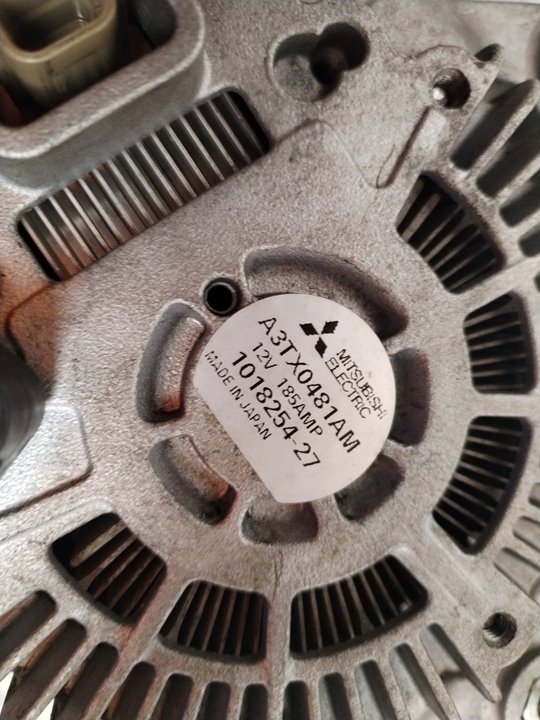 MITSUBISHI
ELECTRIC
A3TX0481AM
12V 185AMP
1018254-27
MADE IN JAPAN